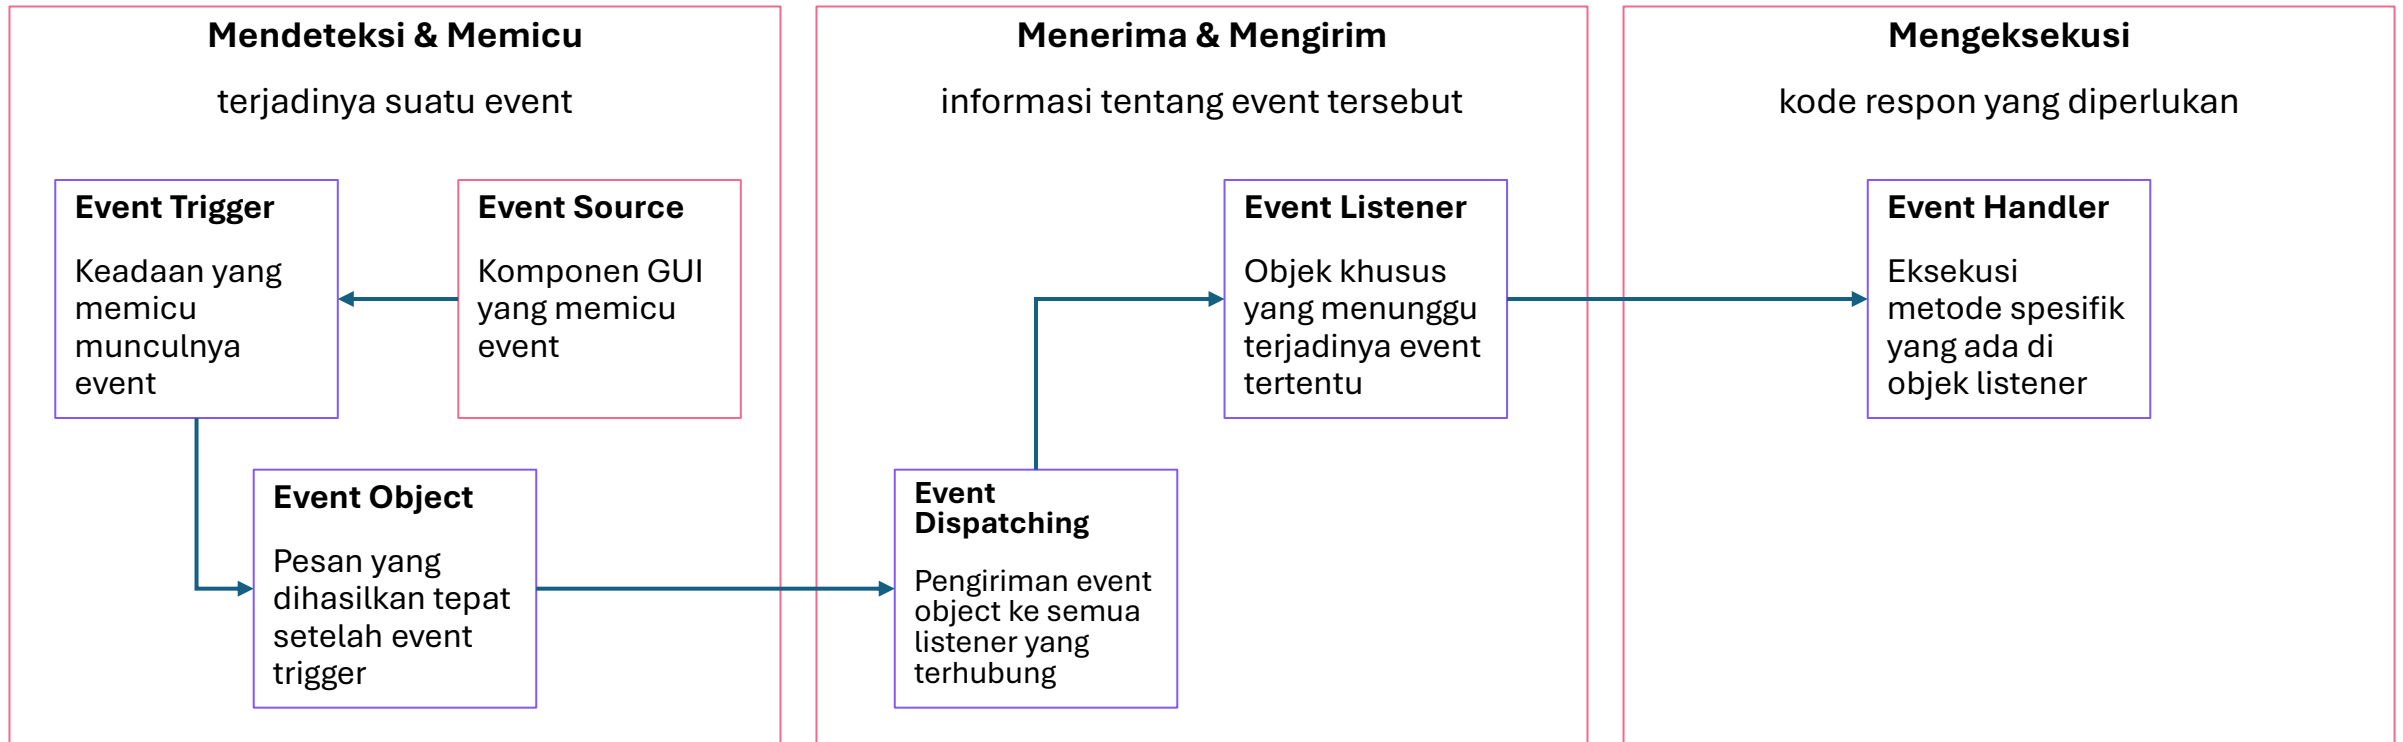 Mendeteksi & Memicu
terjadinya suatu event
Event Trigger
Keadaan yang
memicu
munculnya
event
Event Source
Komponen GUI
yang memicu
event
Event Object
Pesan yang
dihasilkan tepat
setelah event
trigger
Menerima & Mengirim
informasi tentang event tersebut
Event
Dispatching
Pengiriman event
object ke semua
listener yang
terhubung
Event Listener
Objek khusus
yang menunggu
terjadinya event
tertentu
Mengeksekusi
kode respon yang diperlukan
Event Handler
Eksekusi
metode spesifik
yang ada di
objek listener